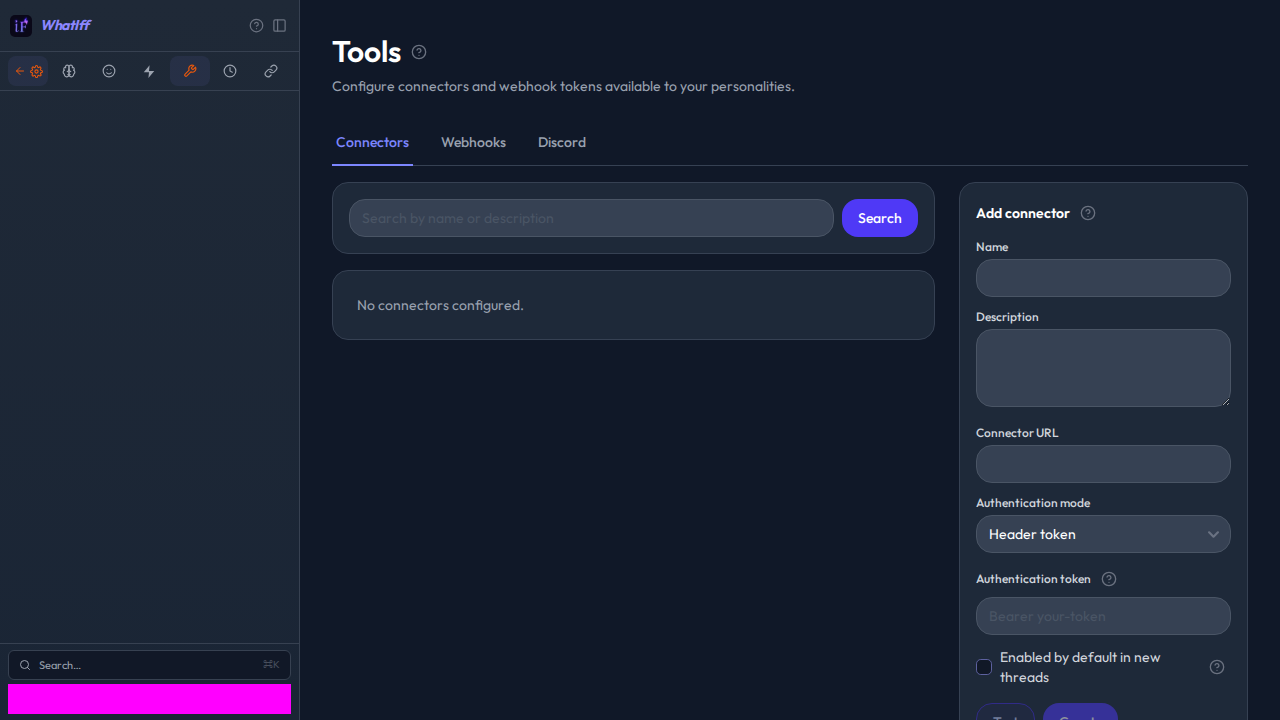 WhatIff
Tools
Configure connectors and webhook tokens available to your personalities.
Connectors
Webhooks
Discord
Search by name or description
Search
No connectors configured.
Add connector
Name
Description
Connector URL
Authentication mode
Header token
Authentication token
Bearer your-token
Enabled by default in new
threads
Search...
⌘K